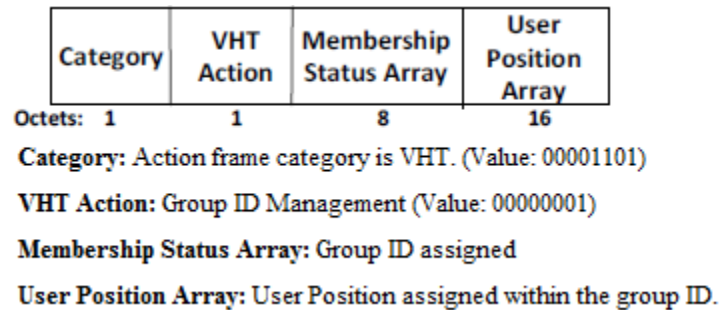 Category
VHT
Action
Membership
Status Array
User
Position
Array
Octets: 1 1 8 16
Category: Action frame category is VHT. (Value: 00001101)
VHT Action: Group ID Management (Value: 00000001)
Membership Status Array: Group ID assigned
User Position Array: User Position assigned within the group ID.